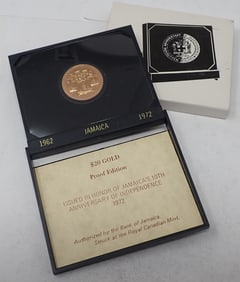 1962 JAMAICA 1972
$20 GOLD
Proof Edition
ISSUED IN HONOR OF JAMAICA'S 10TH
ANNIVERSARY OF INDEPENDENCE
1972
Authorized by the Bank of Jamaica.
Struck at the Royal Canadian Mint.